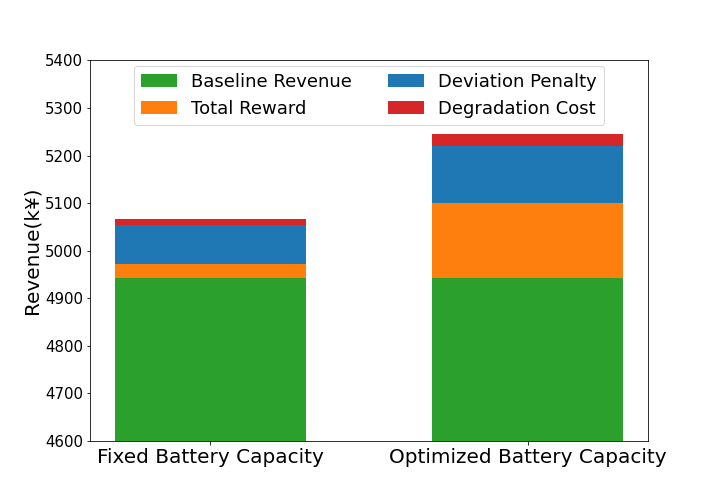 Baseline Revenue
Total Reward
Deviation Penalty
Degradation Cost
Revenue(k¥)
5400
5300
5200
5100
5000
4900
4800
4700
4600
Fixed Battery Capacity
Optimized Battery Capacity